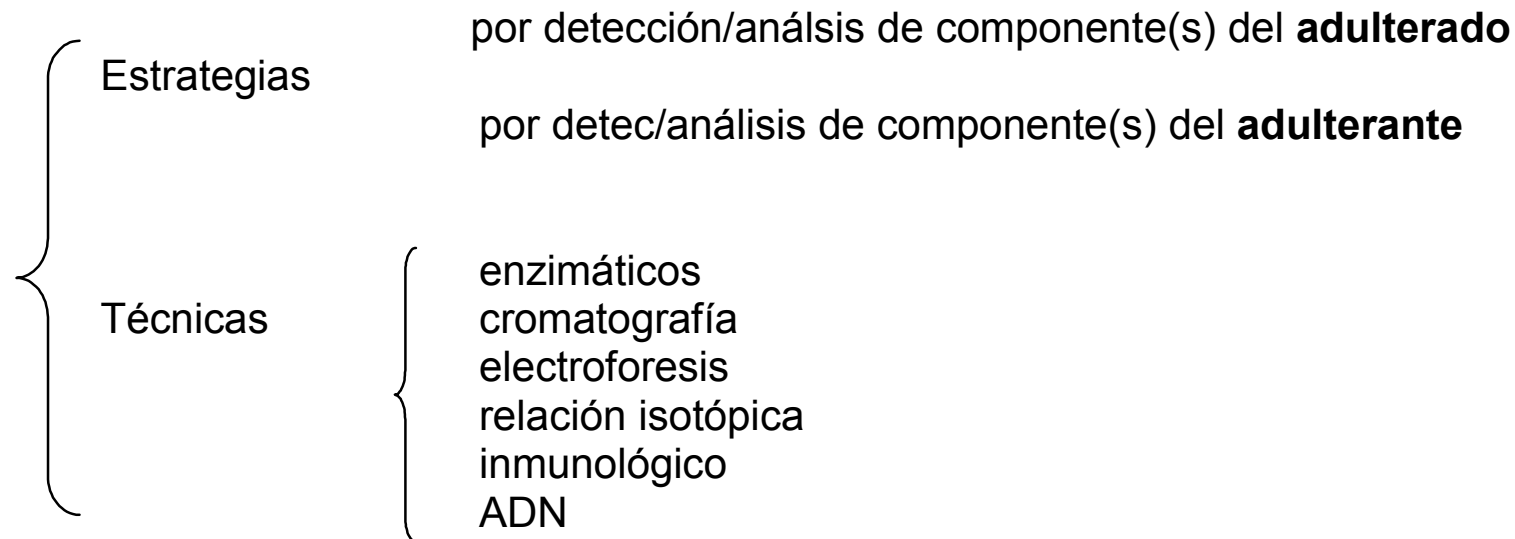 por detección/análsis de componente(s) del adulterado
Estrategias
por detec/análisis de componente(s) del adulterante
enzimáticos
Técnicas
cromatografía
electroforesis
relación isotópica
inmunológico
ADN